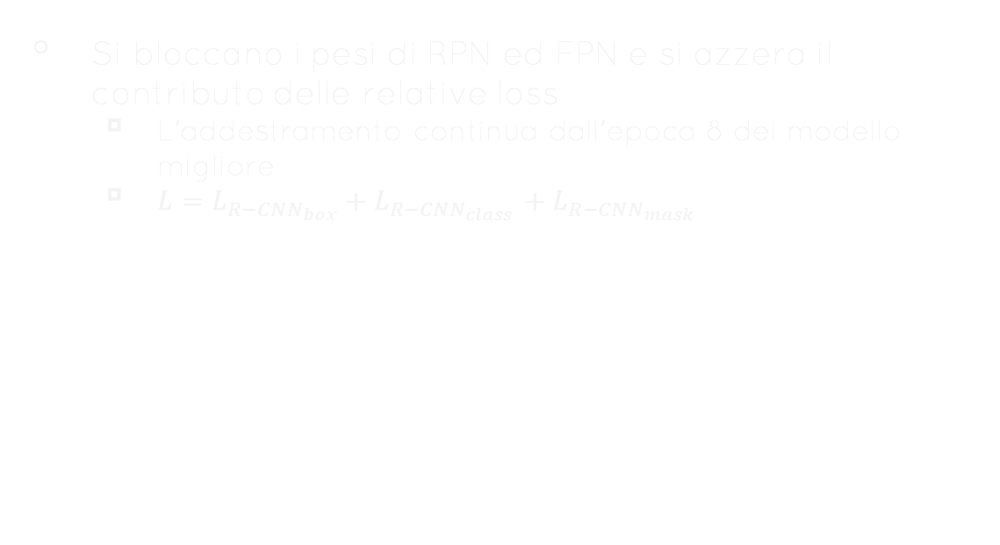 Si bloccano i pesi di RPN ed FPN e si azzera il
contributo delle relative loss
L'addestramento continua dall'epoca 8 del modello
migliore
L = L_{R-CNN_{box}} + L_{R-CNN_{class}} + L_{R-CNN_{mask}}